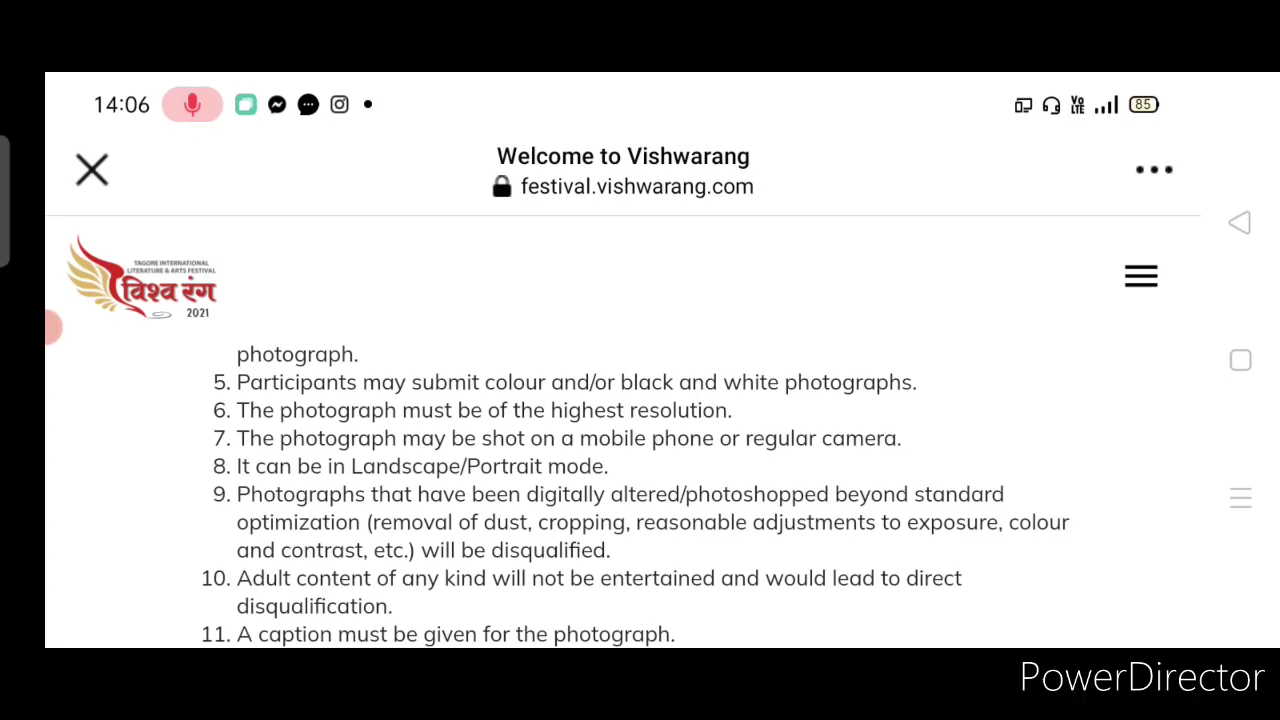 14:06
Vo
LTE
85
Welcome to Vishwarang
festival.vishwarang.com
TAGORE INTERNATIONAL
LITERATURE & ARTS FESTIVAL
विश्व रंग
2021
photograph.
5. Participants may submit colour and/or black and white photographs.
6. The photograph must be of the highest resolution.
7. The photograph may be shot on a mobile phone or regular camera.
8. It can be in Landscape/Portrait mode.
9. Photographs that have been digitally altered/photoshopped beyond standard
optimization (removal of dust, cropping, reasonable adjustments to exposure, colour
and contrast, etc.) will be disqualified.
10. Adult content of any kind will not be entertained and would lead to direct
disqualification.
11. A caption must be given for the photograph.
PowerDirector